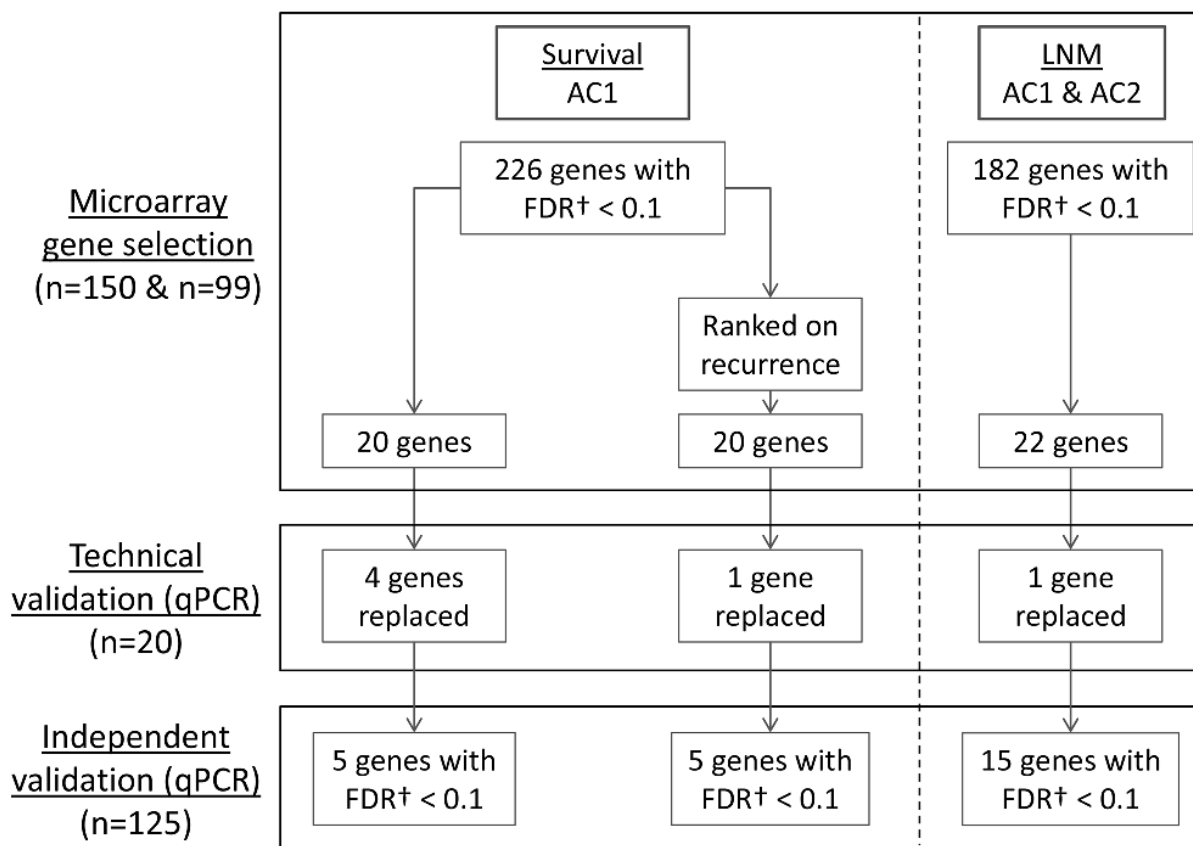 Survival
AC1
LNM
AC1 & AC2
Microarray
gene selection
(n=150 & n=99)
226 genes with
FDR† < 0.1
182 genes with
FDR† < 0.1
Ranked on
recurrence
20 genes
20 genes
22 genes
Technical
validation (qPCR)
(n=20)
4 genes
replaced
1 gene
replaced
1 gene
replaced
Independent
validation (qPCR)
(n=125)
5 genes with
FDR† < 0.1
5 genes with
FDR† < 0.1
15 genes with
FDR† < 0.1